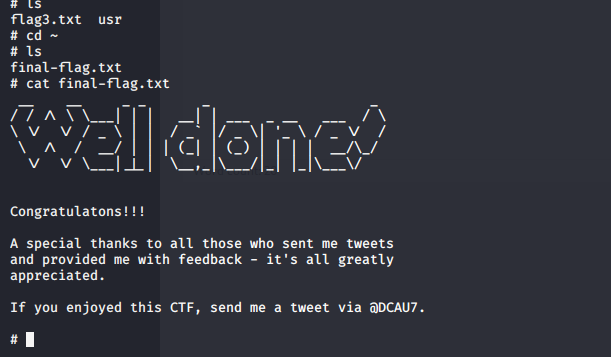 # ls
flag3.txt  usr
# cd ~
# ls
final-flag.txt
# cat final-flag.txt
Well done!
Congratulatons!!!
A special thanks to all those who sent me tweets
and provided me with feedback - it's all greatly
appreciated.
If you enjoyed this CTF, send me a tweet via @DCAU7.
#